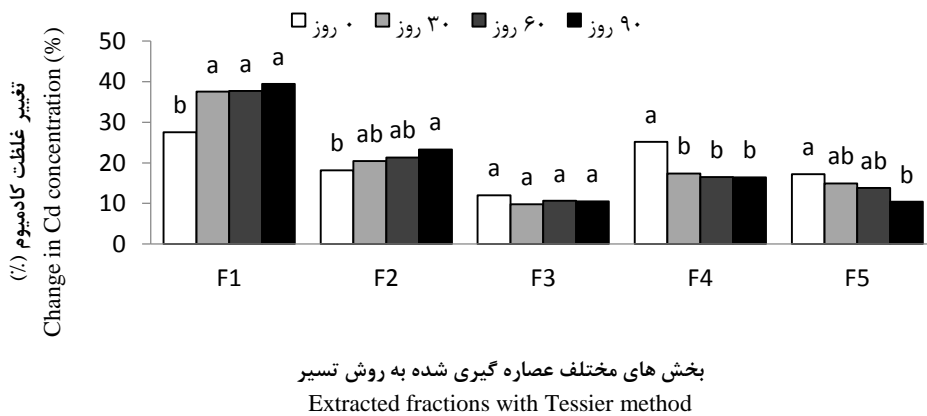 ۰ روز ۳۰ روز ۶۰ روز ۹۰ روز
تغییر غلظت کادمیوم (٪)
Change in Cd concentration (%)
50
40
30
20
10
0
b a a a
b ab ab a
a a a a
a b b b
a ab ab b
F1 F2 F3 F4 F5
بخش های مختلف عصاره گیری شده به روش تسیر
Extracted fractions with Tessier method